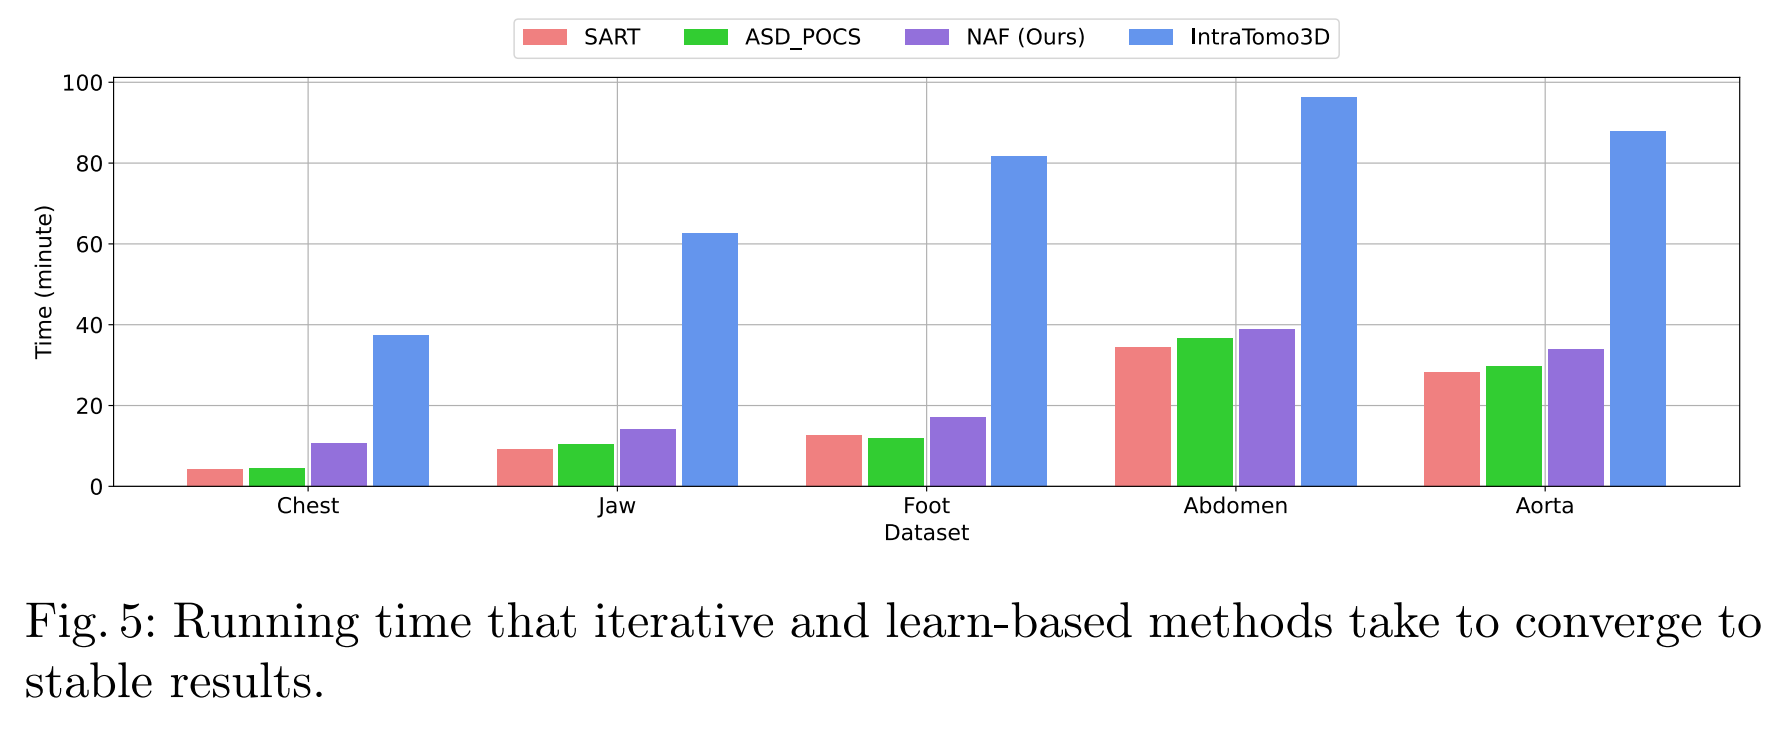 SART ASD_POCS NAF (Ours) IntraTomo3D
100
80
60
40
20
0
Time (minute)
Chest Jaw Foot Abdomen Aorta
Dataset
Fig. 5: Running time that iterative and learn-based methods take to converge to
stable results.